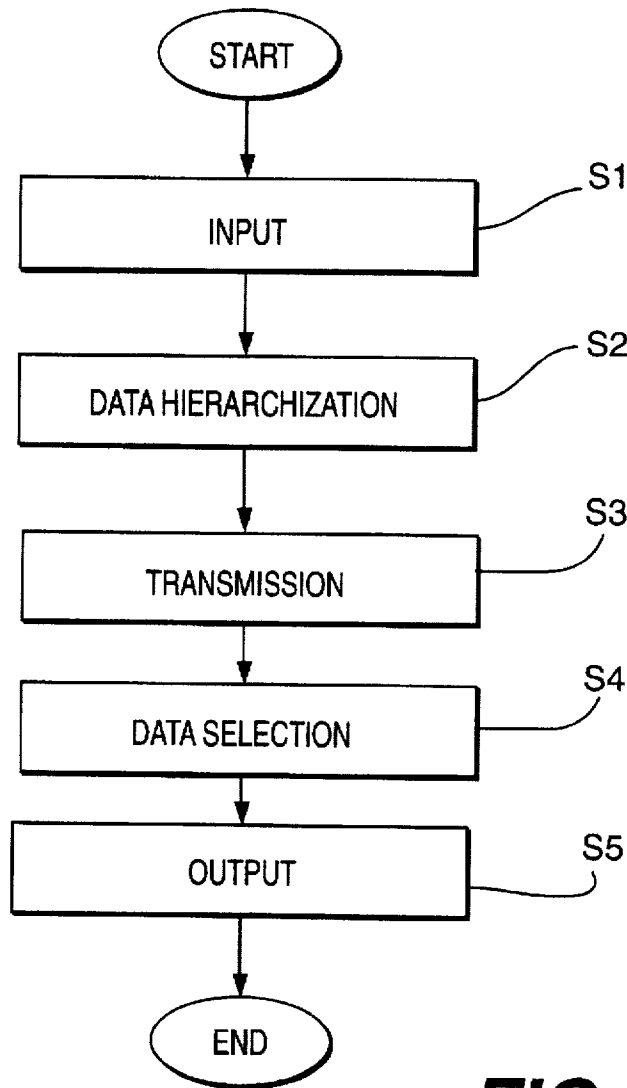 START
INPUT
S1
DATA HIERARCHIZATION
S2
TRANSMISSION
S3
DATA SELECTION
S4
OUTPUT
S5
END